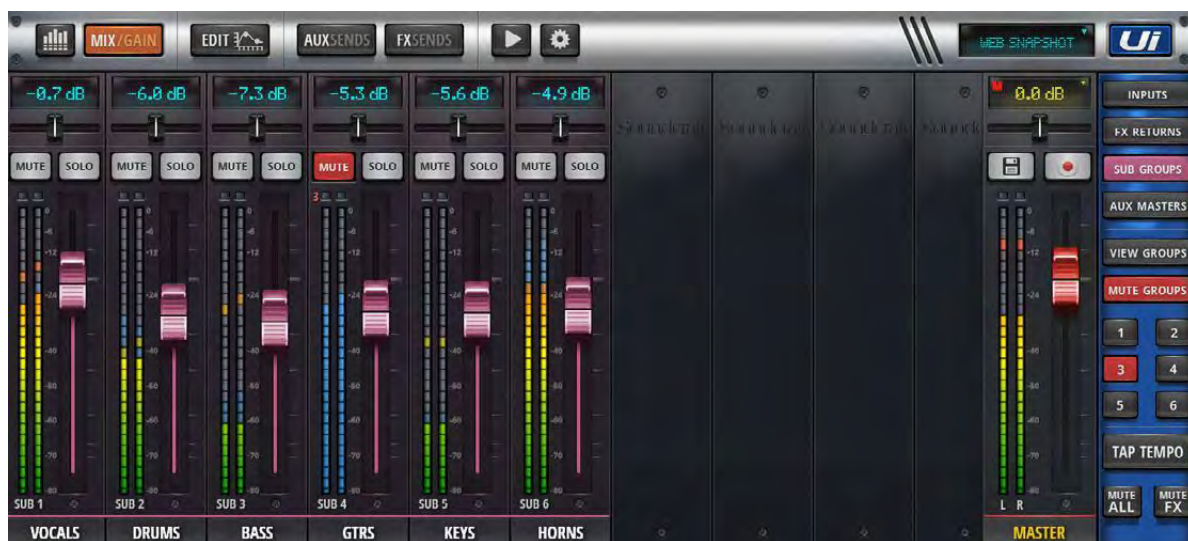 MIX/GAIN EDIT AUXSENDS FXSENDS WEB SNAPSHOT Ui
-0.7 dB -6.0 dB -7.3 dB -5.3 dB -5.6 dB -4.9 dB 0.0 dB
INPUTS
FX RETURNS
MUTE SOLO MUTE SOLO MUTE SOLO MUTE SOLO MUTE SOLO MUTE SOLO
SUB GROUPS
3
AUX MASTERS
VIEW GROUPS
MUTE GROUPS
1 2
3 4
5 6
TAP TEMPO
MUTE ALL MUTE FX
SUB 1 SUB 2 SUB 3 SUB 4 SUB 5 SUB 6 L R
VOCALS DRUMS BASS GTRS KEYS HORNS MASTER